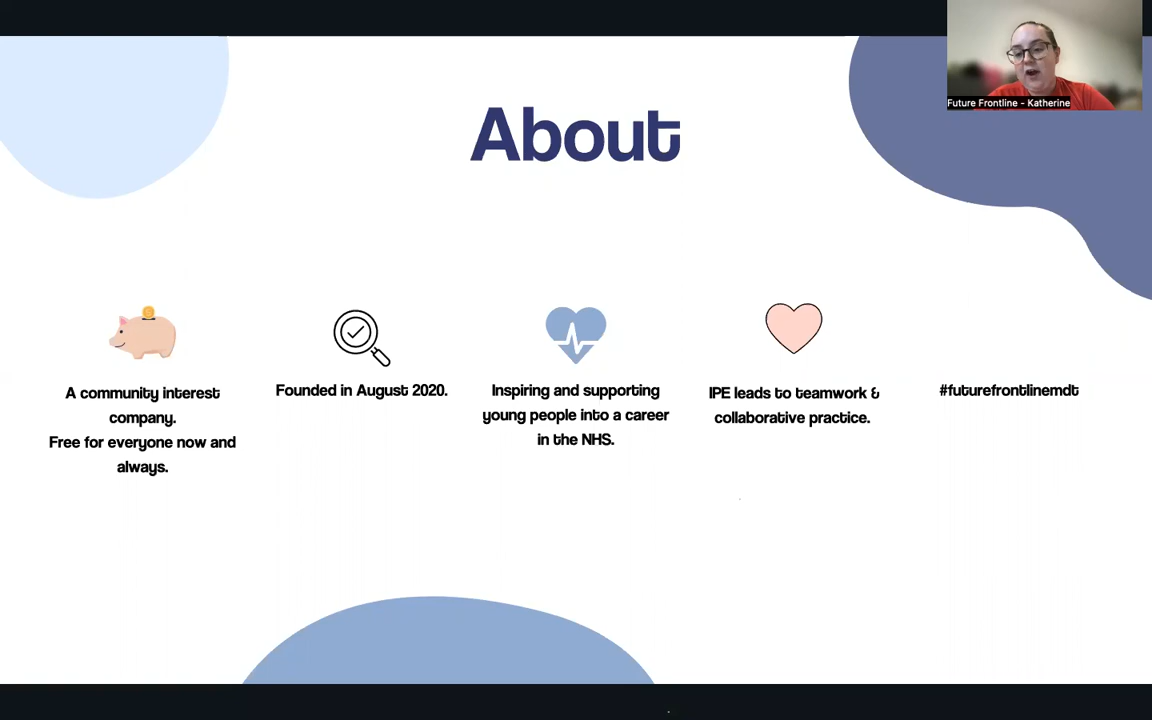 Future Frontline - Katherine
About
A community interest
company.
Free for everyone now and
always.
Founded in August 2020.
Inspiring and supporting
young people into a career
in the NHS.
IPE leads to teamwork &
collaborative practice.
#futurefrontlinemdt